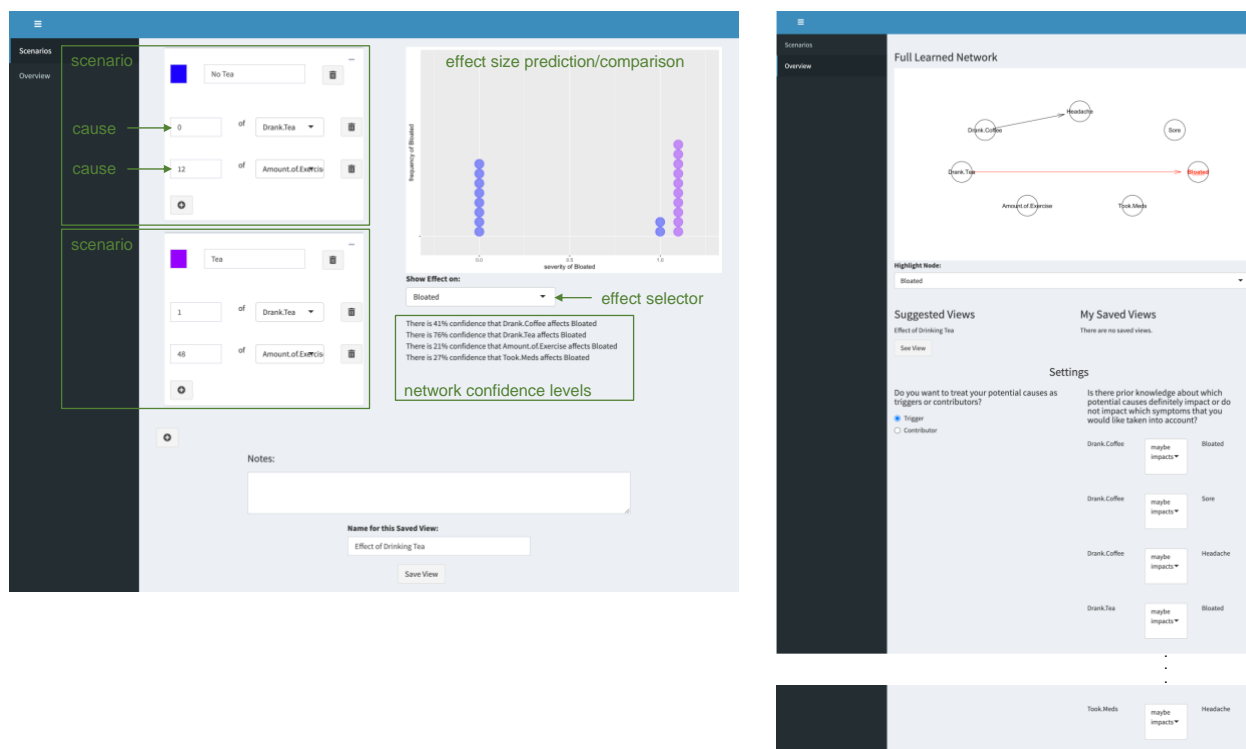 Scenarios
Overview
scenario
No Tea
cause
0 of Drank.Tea
cause
12 of Amount.of.Exercis
scenario
Tea
1 of Drank.Tea
48 of Amount.of.Exercis
effect size prediction/comparison
frequency of Bloated
0.0 0.5 1.0
severity of Bloated
Show Effect on:
Bloated
effect selector
There is 41% confidence that Drank.Coffee affects Bloated
There is 76% confidence that Drank.Tea affects Bloated
There is 21% confidence that Amount.of.Exercise affects Bloated
There is 27% confidence that Took.Meds affects Bloated
network confidence levels
Notes:
Name for this Saved View:
Effect of Drinking Tea
Save View
Scenarios
Overview
Full Learned Network
Headache
Drank.Coffee
Sore
Drank.Tea
Bloated
Amount.of.Exercise
Took.Meds
Highlight Node:
Bloated
Suggested Views
Effect of Drinking Tea
See View
My Saved Views
There are no saved views.
Settings
Do you want to treat your potential causes as
triggers or contributors?
Trigger
Contributor
Is there prior knowledge about which
potential causes definitely impact or do
not impact which symptoms that you
would like taken into account?
Drank.Coffee maybe Bloated
impacts
Drank.Coffee maybe Sore
impacts
Drank.Coffee maybe Headache
impacts
Drank.Tea maybe Bloated
impacts
.
.
.
Took.Meds maybe Headache
impacts